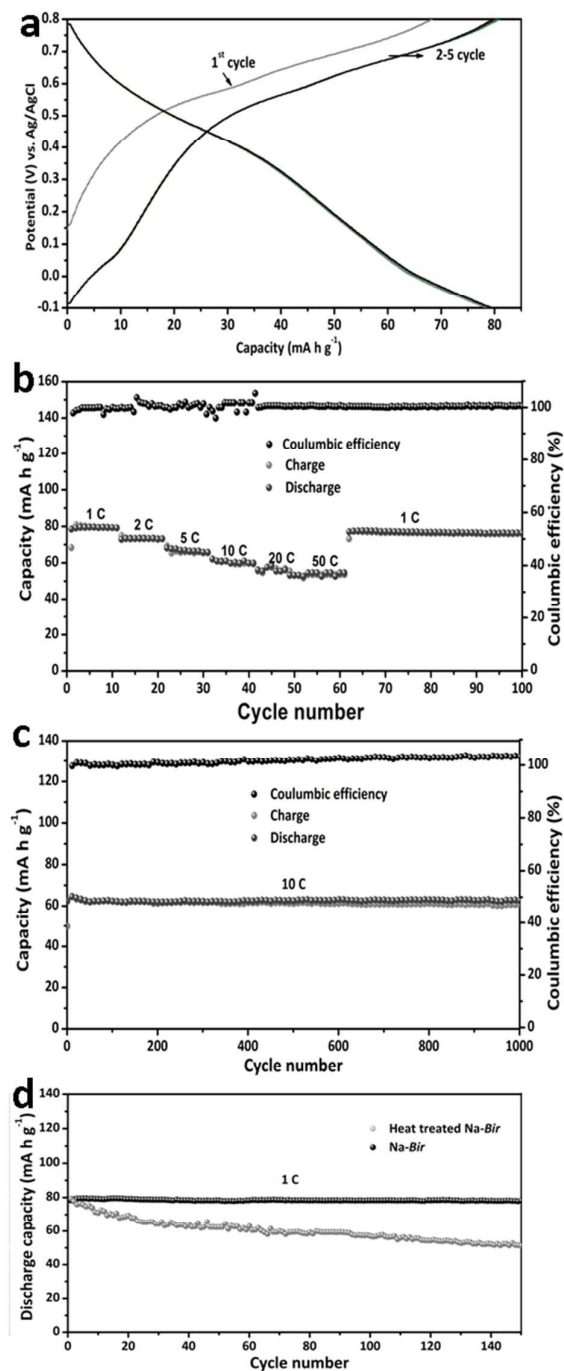 a
0.8
0.7
0.6
0.5
0.4
0.3
0.2
0.1
0.0
-0.1
Potential (V) vs. Ag/AgCl
1st cycle
2-5 cycle
0 10 20 30 40 50 60 70 80
Capacity (mA h g-1)
b
160
140
120
100
80
60
40
20
0
Capacity (mA h g-1)
Coulumbic efficiency
Charge
Discharge
1 C
2 C
5 C
10 C
20 C
50 C
1 C
100
80
60
40
20
0
Coulumbic efficiency (%)
0 10 20 30 40 50 60 70 80 90 100
Cycle number
c
140
120
100
80
60
40
20
0
Capacity (mA h g-1)
Coulumbic efficiency
Charge
Discharge
10 C
100
80
60
40
20
0
Coulumbic efficiency (%)
0 200 400 600 800 1000
Cycle number
d
140
120
100
80
60
40
20
0
Discharge capacity (mA h g-1)
Heat treated Na-Bir
Na-Bir
1 C
0 20 40 60 80 100 120 140
Cycle number